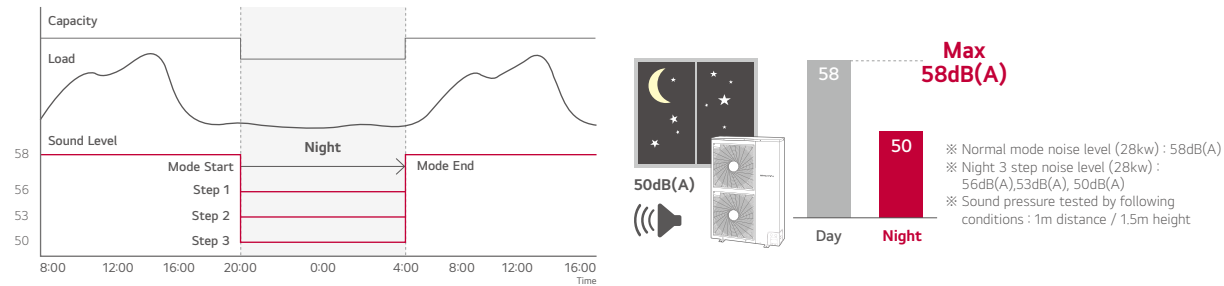 Capacity
Load
Sound Level
58
56
53
50
Night
Mode Start
Mode End
Step 1
Step 2
Step 3
8:00 12:00 16:00 20:00 0:00 4:00 8:00 12:00 16:00
Time
50dB(A)
Max
58dB(A)
58
50
Day
Night
※ Normal mode noise level (28kw) : 58dB(A)
※ Night 3 step noise level (28kw) :
56dB(A),53dB(A), 50dB(A)
※ Sound pressure tested by following
conditions : 1m distance / 1.5m height